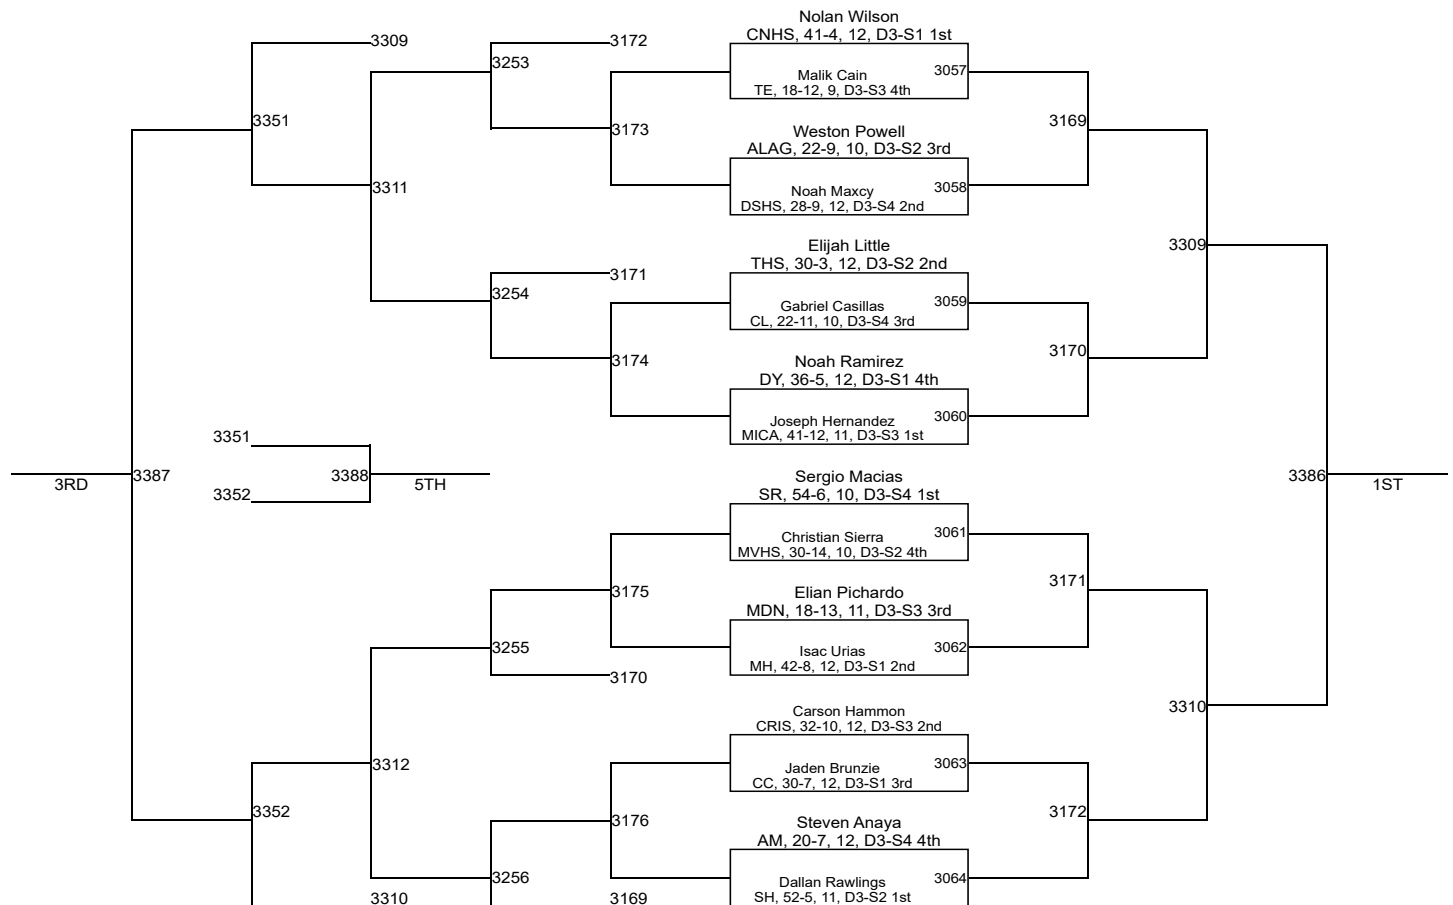 Nolan Wilson
3309
3172
CNHS, 41-4, 12, D3-S1 1st
3253
Malik Cain
3057
TE, 18-12, 9, D3-S3 4th
3351
3169
3173
Weston Powell
ALAG, 22-9, 10, D3-S2 3rd
3311
Noah Maxcy
3058
DSHS, 28-9, 12, D3-S4 2nd
Elijah Little
3309
THS, 30-3, 12, D3-S2 2nd
3171
3254
Gabriel Casillas
3059
CL, 22-11, 10, D3-S4 3rd
3170
3174
Noah Ramirez
DY, 36-5, 12, D3-S1 4th
Joseph Hernandez
3060
MICA, 41-12, 11, D3-S3 1st
3351
3387
3388
Sergio Macias
3386
3RD
5TH
1ST
3352
SR, 54-6, 10, D3-S4 1st
Christian Sierra
3061
MVHS, 30-14, 10, D3-S2 4th
3171
3175
Elian Pichardo
MDN, 18-13, 11, D3-S3 3rd
3255
Isac Urias
3062
MH, 42-8, 12, D3-S1 2nd
3170
3310
Carson Hammon
CRIS, 32-10, 12, D3-S3 2nd
3312
Jaden Brunzie
3063
CC, 30-7, 12, D3-S1 3rd
3352
3172
3176
Steven Anaya
AM, 20-7, 12, D3-S4 4th
3256
Dallan Rawlings
3064
3310
3169
SH, 52-5, 11, D3-S2 1st